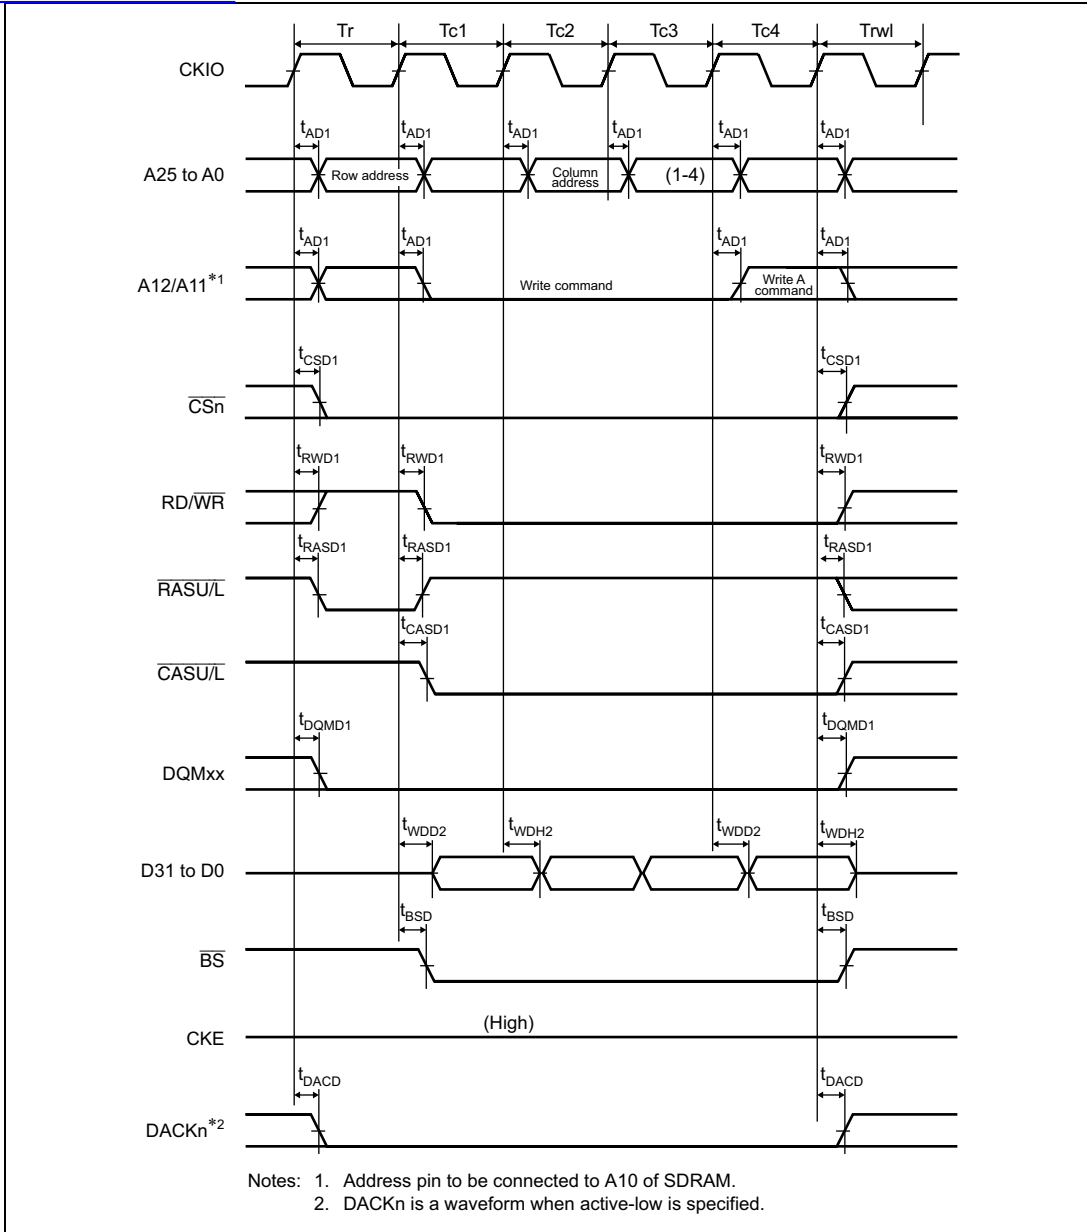 Tr Tc1 Tc2 Tc3 Tc4 Trwl
CKIO
tAD1 tAD1 tAD1 tAD1 tAD1 tAD1
A25 to A0 Row address Column address (1-4)
tAD1 tAD1 tAD1 tAD1
A12/A11*1 Write command Write A command
tCSD1 tCSD1
CSn
tRWD1 tRWD1 tRWD1
RD/WR
tRASD1 tRASD1 tRASD1
RASU/L
tCASD1 tCASD1
CASU/L
tDQMD1 tDQMD1
DQMxx
tWDD2 tWDH2 tWDD2 tWDH2
D31 to D0
tBSD tBSD
BS
(High)
CKE
tDACD tDACD
DACKn*2
Notes: 1. Address pin to be connected to A10 of SDRAM.
2. DACKn is a waveform when active-low is specified.